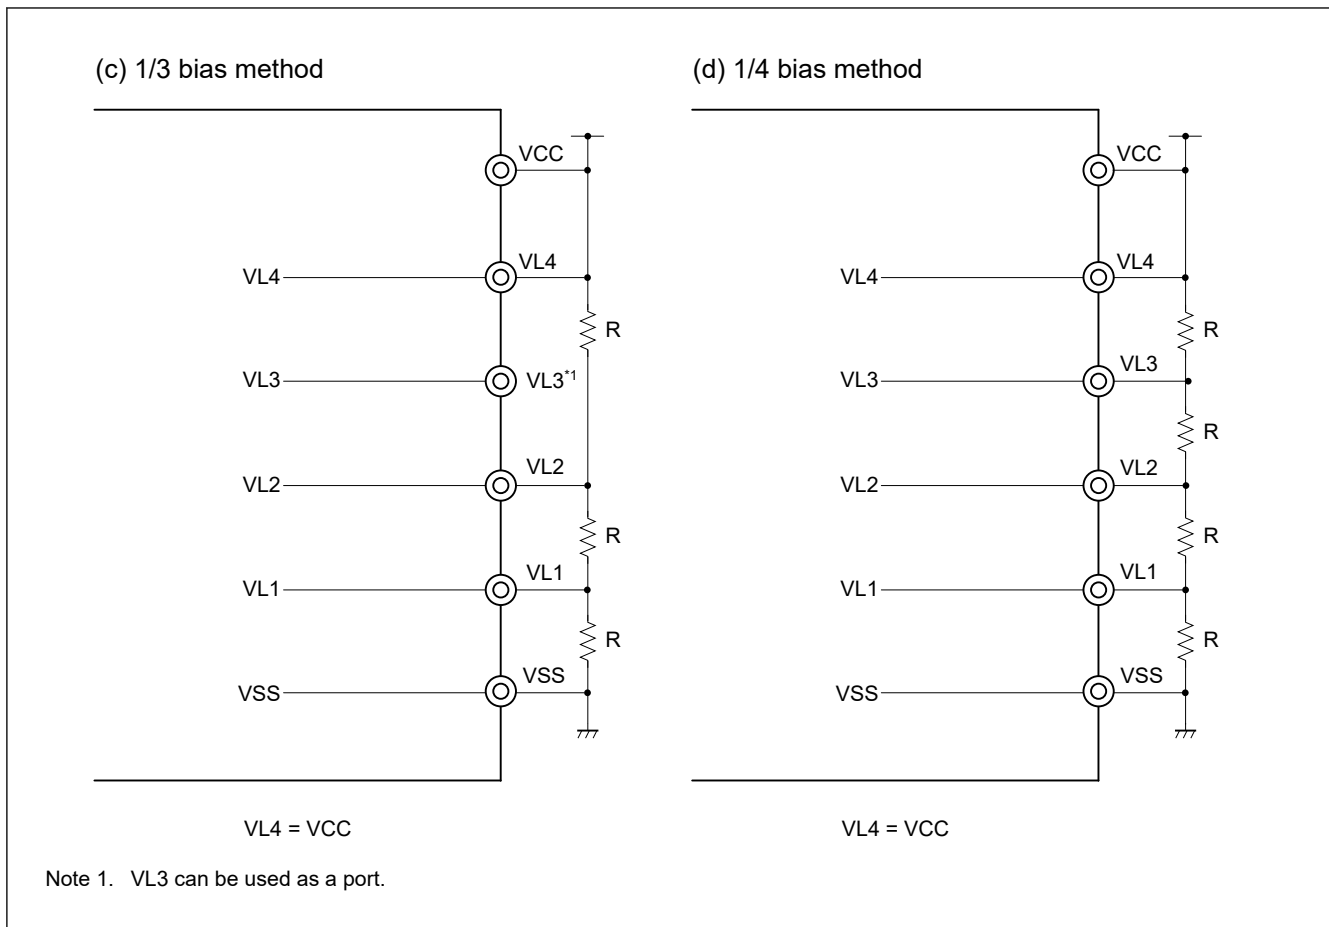 (c) 1/3 bias method
VCC
VL4
VL4
R
VL3
VL3*1
VL2
VL2
R
VL1
VL1
R
VSS
VSS
VL4 = VCC
(d) 1/4 bias method
VCC
VL4
VL4
R
VL3
VL3
R
VL2
VL2
R
VL1
VL1
R
VSS
VSS
VL4 = VCC
Note 1. VL3 can be used as a port.